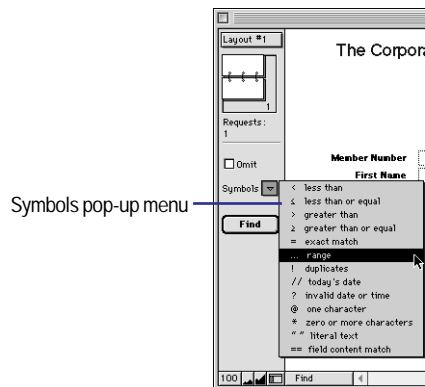 Layout #1
The Corpora
1
Requests:
1
Omit
Member Number
First Name
Symbols
Symbols pop-up menu
Find
< less than
≤ less than or equal
> greater than
≥ greater than or equal
= exact match
... range
! duplicates
// today's date
? invalid date or time
@ one character
* zero or more characters
"" literal text
== field content match
100
Find